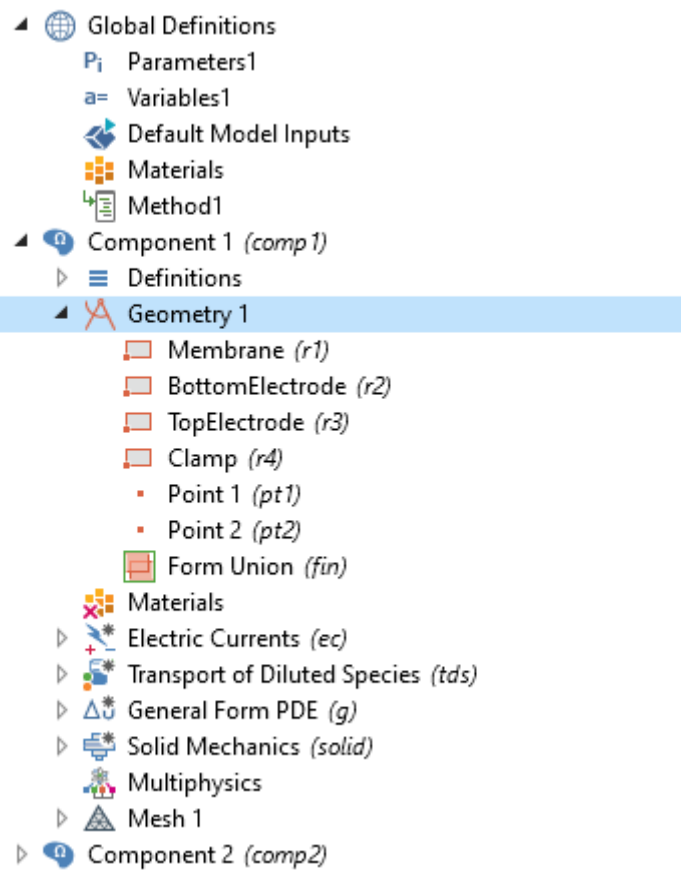 Global Definitions
Pi Parameters1
a= Variables1
Default Model Inputs
Materials
Method1
Component 1 (comp1)
Definitions
Geometry 1
Membrane (r1)
BottomElectrode (r2)
TopElectrode (r3)
Clamp (r4)
Point 1 (pt1)
Point 2 (pt2)
Form Union (fin)
Materials
Electric Currents (ec)
Transport of Diluted Species (tds)
Δu General Form PDE (g)
Solid Mechanics (solid)
Multiphysics
Mesh 1
Component 2 (comp2)